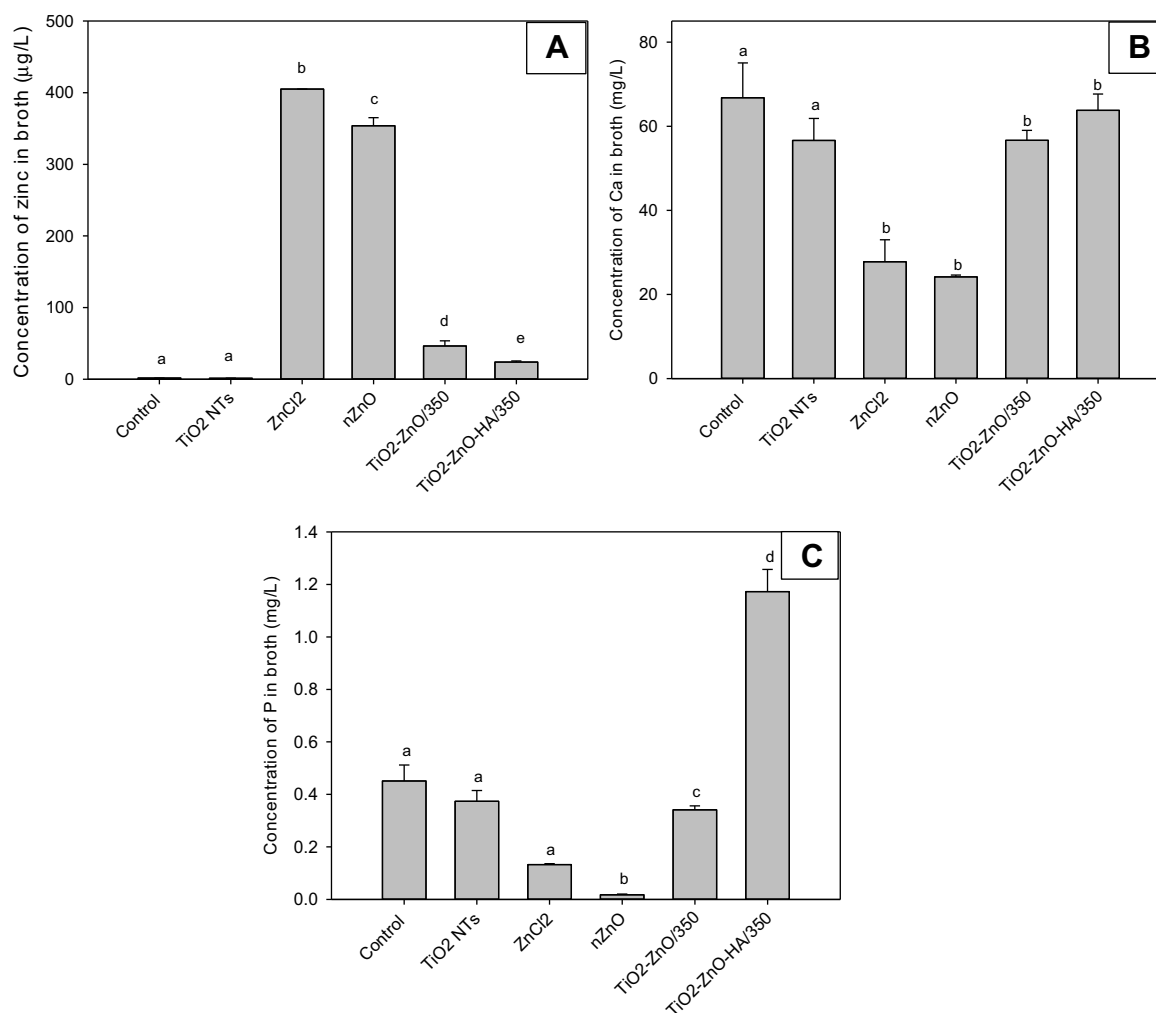 A
Concentration of zinc in broth (µg/L)
500
400
300
200
100
0
a
a
b
c
d
e
Control
TiO2 NTs
ZnCl2
nZnO
TiO2-ZnO/350
TiO2-ZnO-HA/350
B
Concentration of Ca in broth (mg/L)
80
60
40
20
0
a
a
b
b
b
b
Control
TiO2 NTs
ZnCl2
nZnO
TiO2-ZnO/350
TiO2-ZnO-HA/350
C
Concentration of P in broth (mg/L)
1.4
1.2
1.0
0.8
0.6
0.4
0.2
0.0
a
a
a
b
c
d
Control
TiO2 NTs
ZnCl2
nZnO
TiO2-ZnO/350
TiO2-ZnO-HA/350